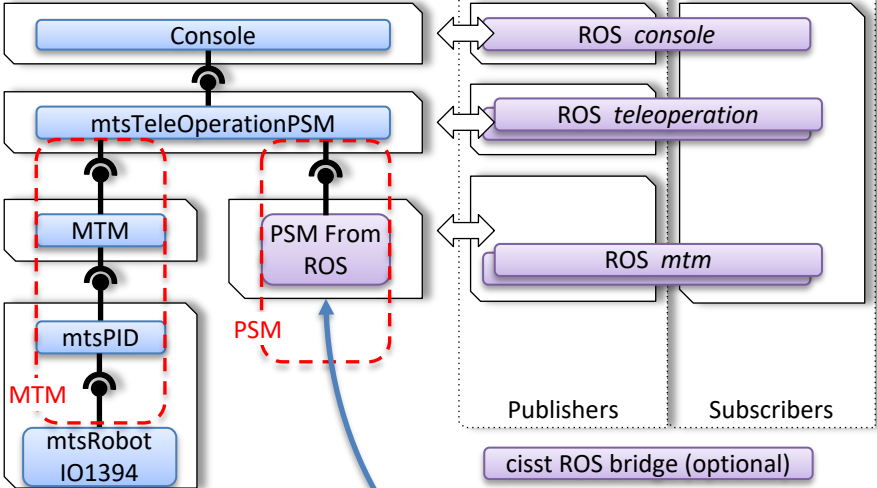 Console
ROS console
mtsTeleOperationPSM
ROS teleoperation
MTM
PSM From
ROS
ROS mtm
mtsPID
PSM
MTM
mtsRobot
IO1394
Publishers
Subscribers
cisst ROS bridge (optional)